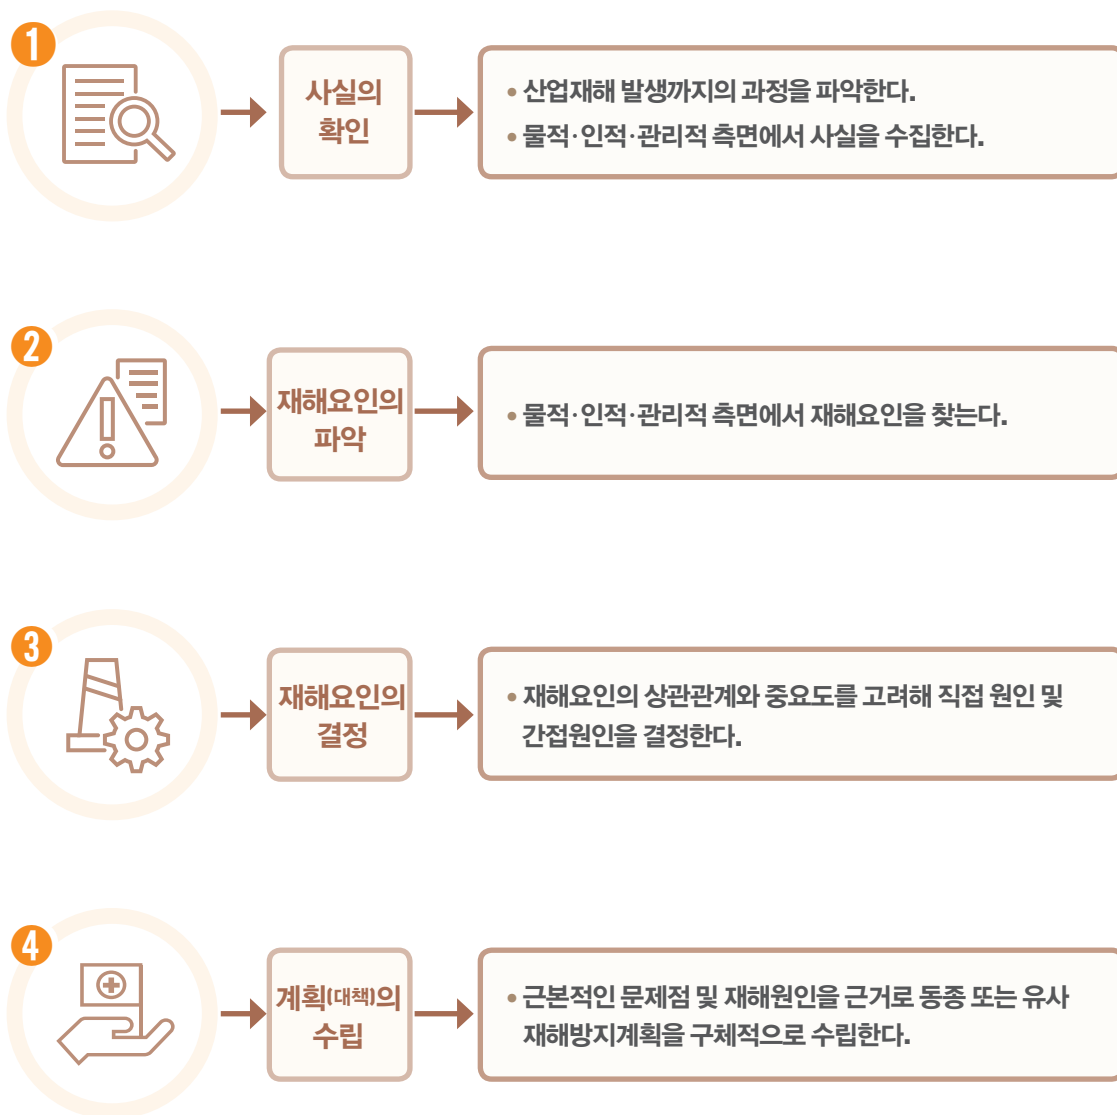 1
사실의
확인
• 산업재해 발생까지의 과정을 파악한다.
• 물적·인적·관리적 측면에서 사실을 수집한다.
2
재해요인의
파악
• 물적·인적·관리적 측면에서 재해요인을 찾는다.
3
재해요인의
결정
• 재해요인의 상관관계와 중요도를 고려해 직접 원인 및
간접원인을 결정한다.
4
계획(대책)의
수립
• 근본적인 문제점 및 재해원인을 근거로 동종 또는 유사
재해방지계획을 구체적으로 수립한다.